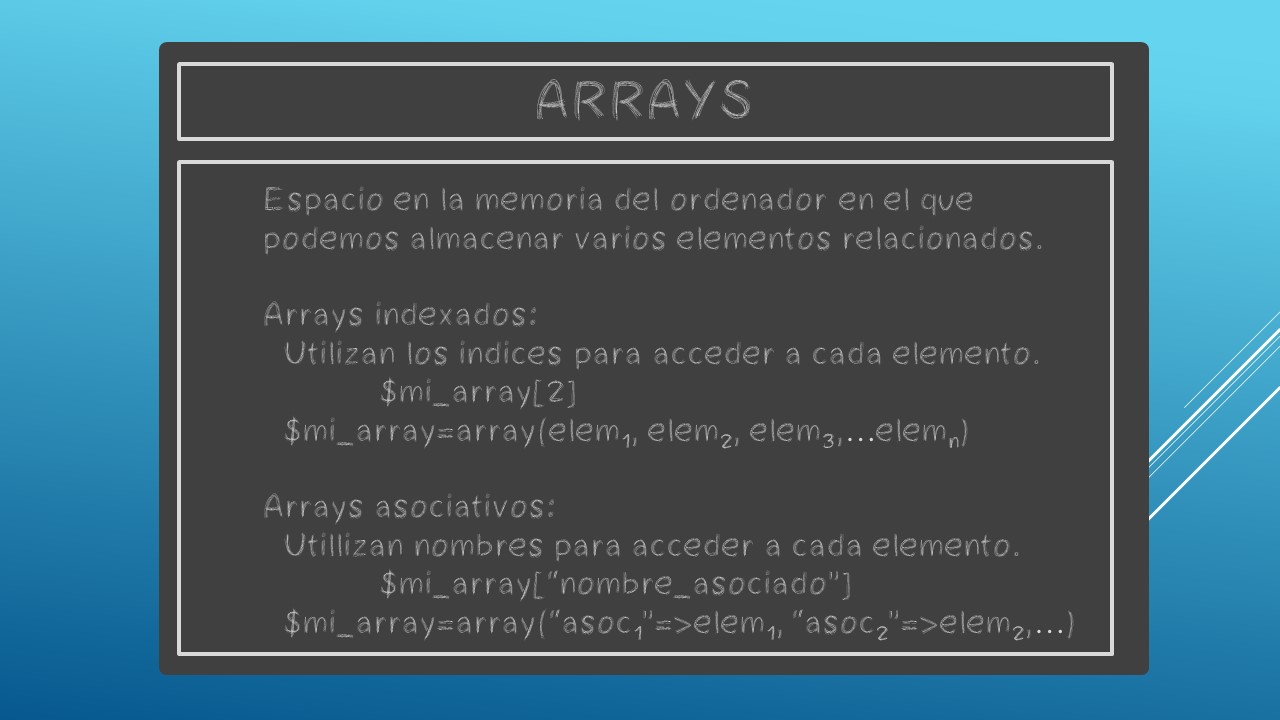 ARRAYS
Espacio en la memoria del ordenador en el que
podemos almacenar varios elementos relacionados.
Arrays indexados:
Utilizan los índices para acceder a cada elemento.
$mi_array[2]
$mi_array=array(elem₁, elem₂, elem₃,...elemₙ)
Arrays asociativos:
Utillizan nombres para acceder a cada elemento.
$mi_array["nombre_asociado"]
$mi_array=array("asoc₁"=>elem₁, "asoc₂"=>elem₂,...)